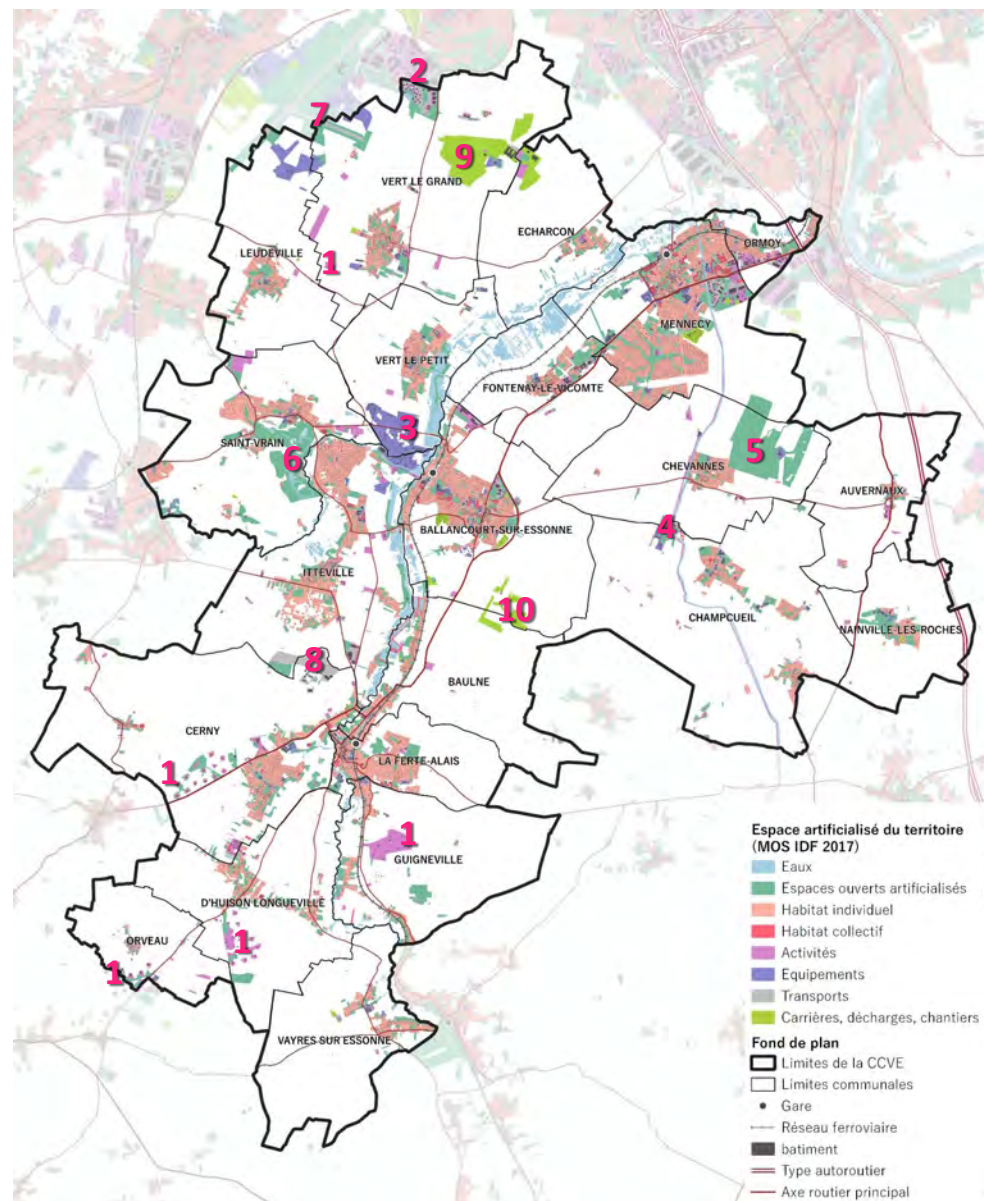 2
7
9
VERT LE GRAND
ECHARCON
ORMOY
LEUDEVILLE
1
MENNECY
VERT LE PETIT
FONTENAY-LE-VICOMTE
3
SAINT-VRAIN
6
5
CHEVANNES
AUVERNAUX
4
BALLANCOURT-SUR-ESSONNE
ITTEVILLE
10
CHAMPCUEIL
NAINVILLE-LES-ROCHES
8
BAULNE
CERNY
1
LA FERTE-ALAIS
1
GUIGNEVILLE
D'HUISON LONGUEVILLE
ORVEAU
1
1
VAYRES SUR ESSONNE
Espace artificialisé du territoire
(MOS IDF 2017)
Eaux
Espaces ouverts artificialisés
Habitat individuel
Habitat collectif
Activités
Equipements
Transports
Carrières, décharges, chantiers
Fond de plan
Limites de la CCVE
Limites communales
Gare
Réseau ferroviaire
batiment
Type autoroutier
Axe routier principal